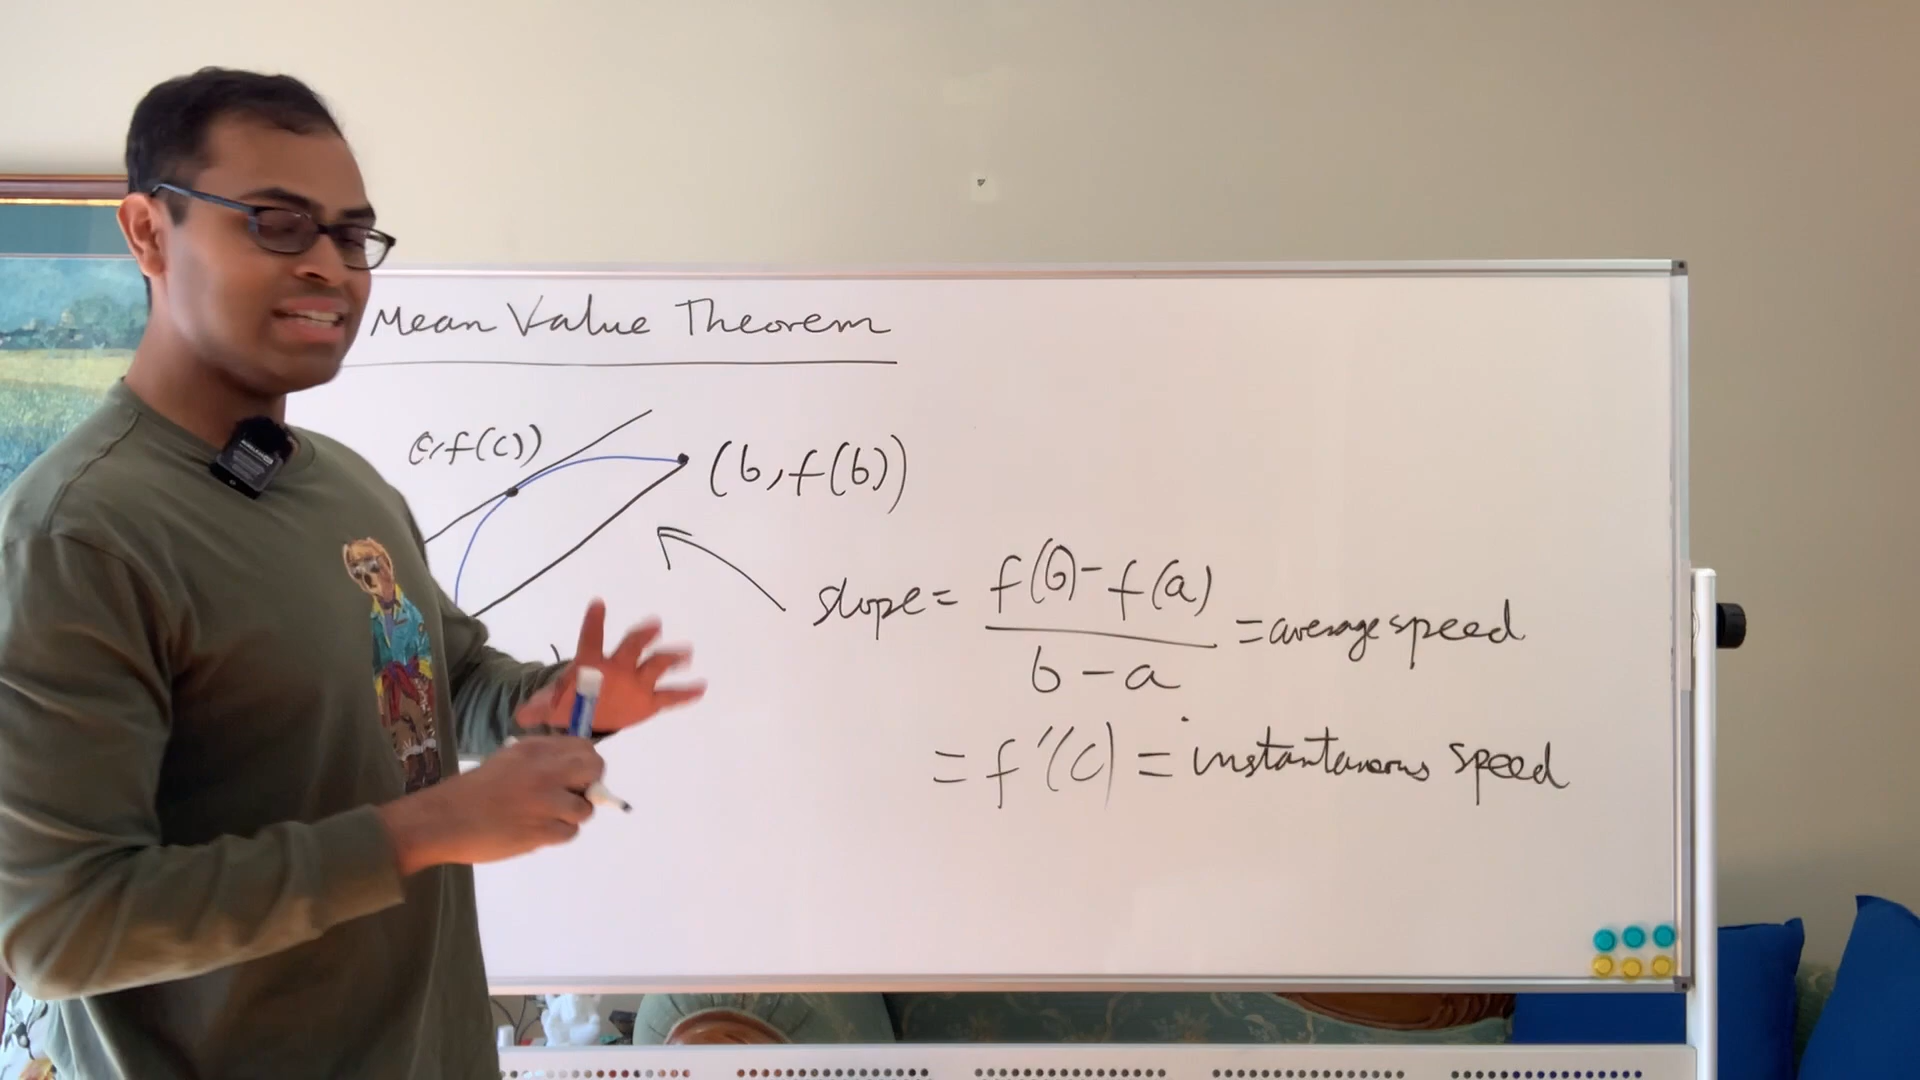 Mean Value Theorem
(c, f(c))
(b, f(b))
slope = f(b) - f(a) = average speed
b - a
= f'(c) = instantaneous speed